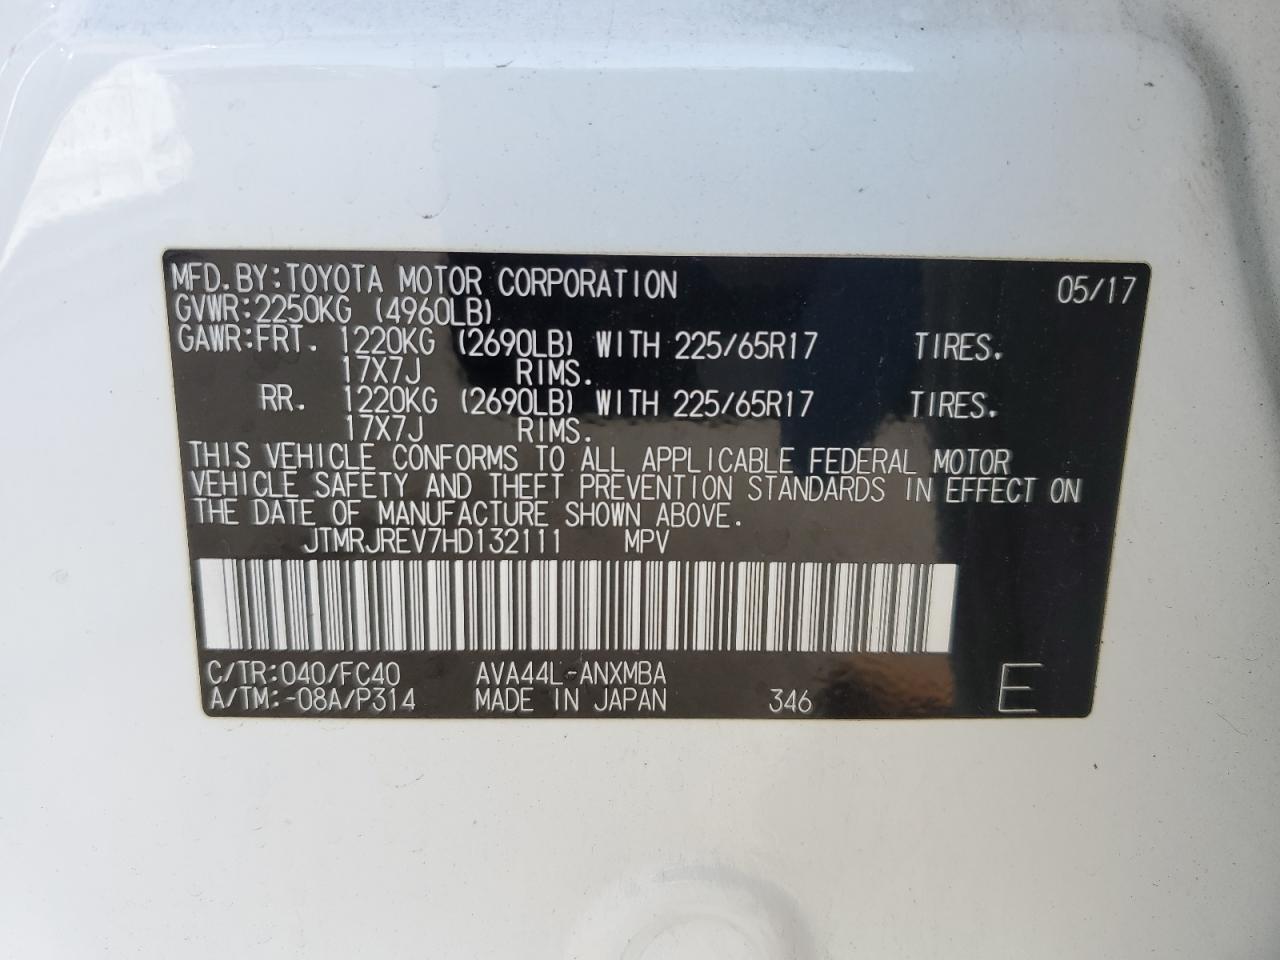 MFD.BY:TOYOTA MOTOR CORPORATION 05/17
GVWR:2250KG (4960LB)
GAWR:FRT. 1220KG (2690LB) WITH 225/65R17 TIRES.
17X7J RIMS.
RR. 1220KG (2690LB) WITH 225/65R17 TIRES.
17X7J RIMS.
THIS VEHICLE CONFORMS TO ALL APPLICABLE FEDERAL MOTOR
VEHICLE SAFETY AND THEFT PREVENTION STANDARDS IN EFFECT ON
THE DATE OF MANUFACTURE SHOWN ABOVE.
JTMRJREV7HD132111 MPV
C/TR:040/FC40 AVA44L-ANXMBA
A/TM:-08A/P314 MADE IN JAPAN 346 E